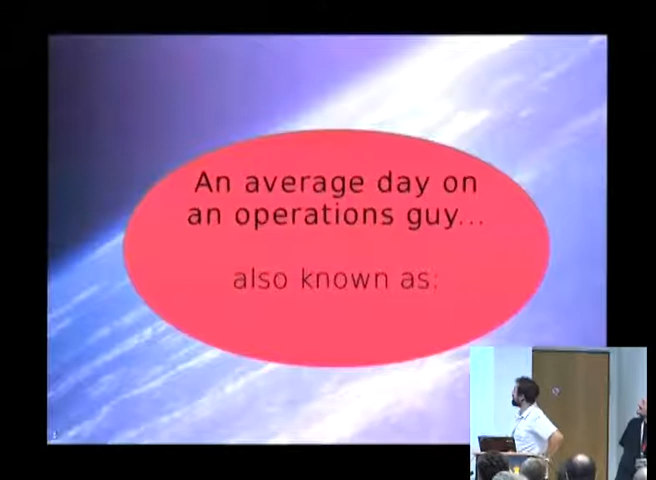 An average day on
an operations guy...
also known as: